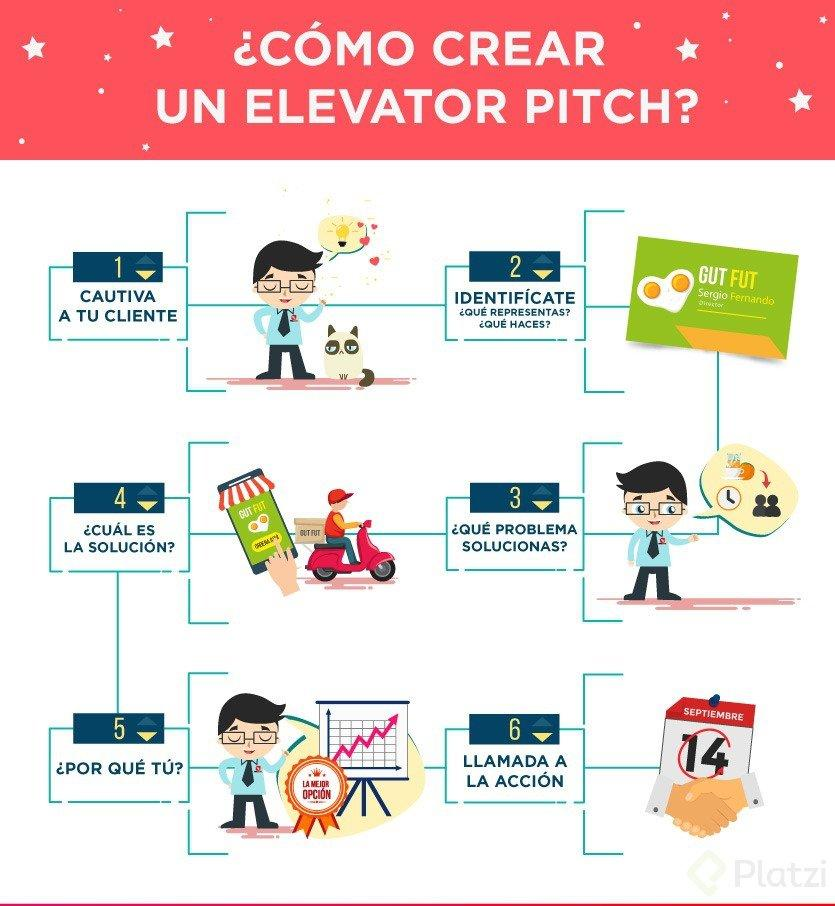 ¿CÓMO CREAR
UN ELEVATOR PITCH?
1
CAUTIVA
A TU CLIENTE
2
IDENTIFÍCATE
¿QUÉ REPRESENTAS?
¿QUÉ HACES?
GUT FUT
Sergio Fernando
Direktor
3
¿QUÉ PROBLEMA
SOLUCIONAS?
4
¿CUÁL ES
LA SOLUCIÓN?
GUT FUT
GUT FUT
5
¿POR QUÉ TÚ?
LA MEJOR
OPCIÓN
6
LLAMADA A
LA ACCIÓN
SEPTIEMBRE
14
Platzi